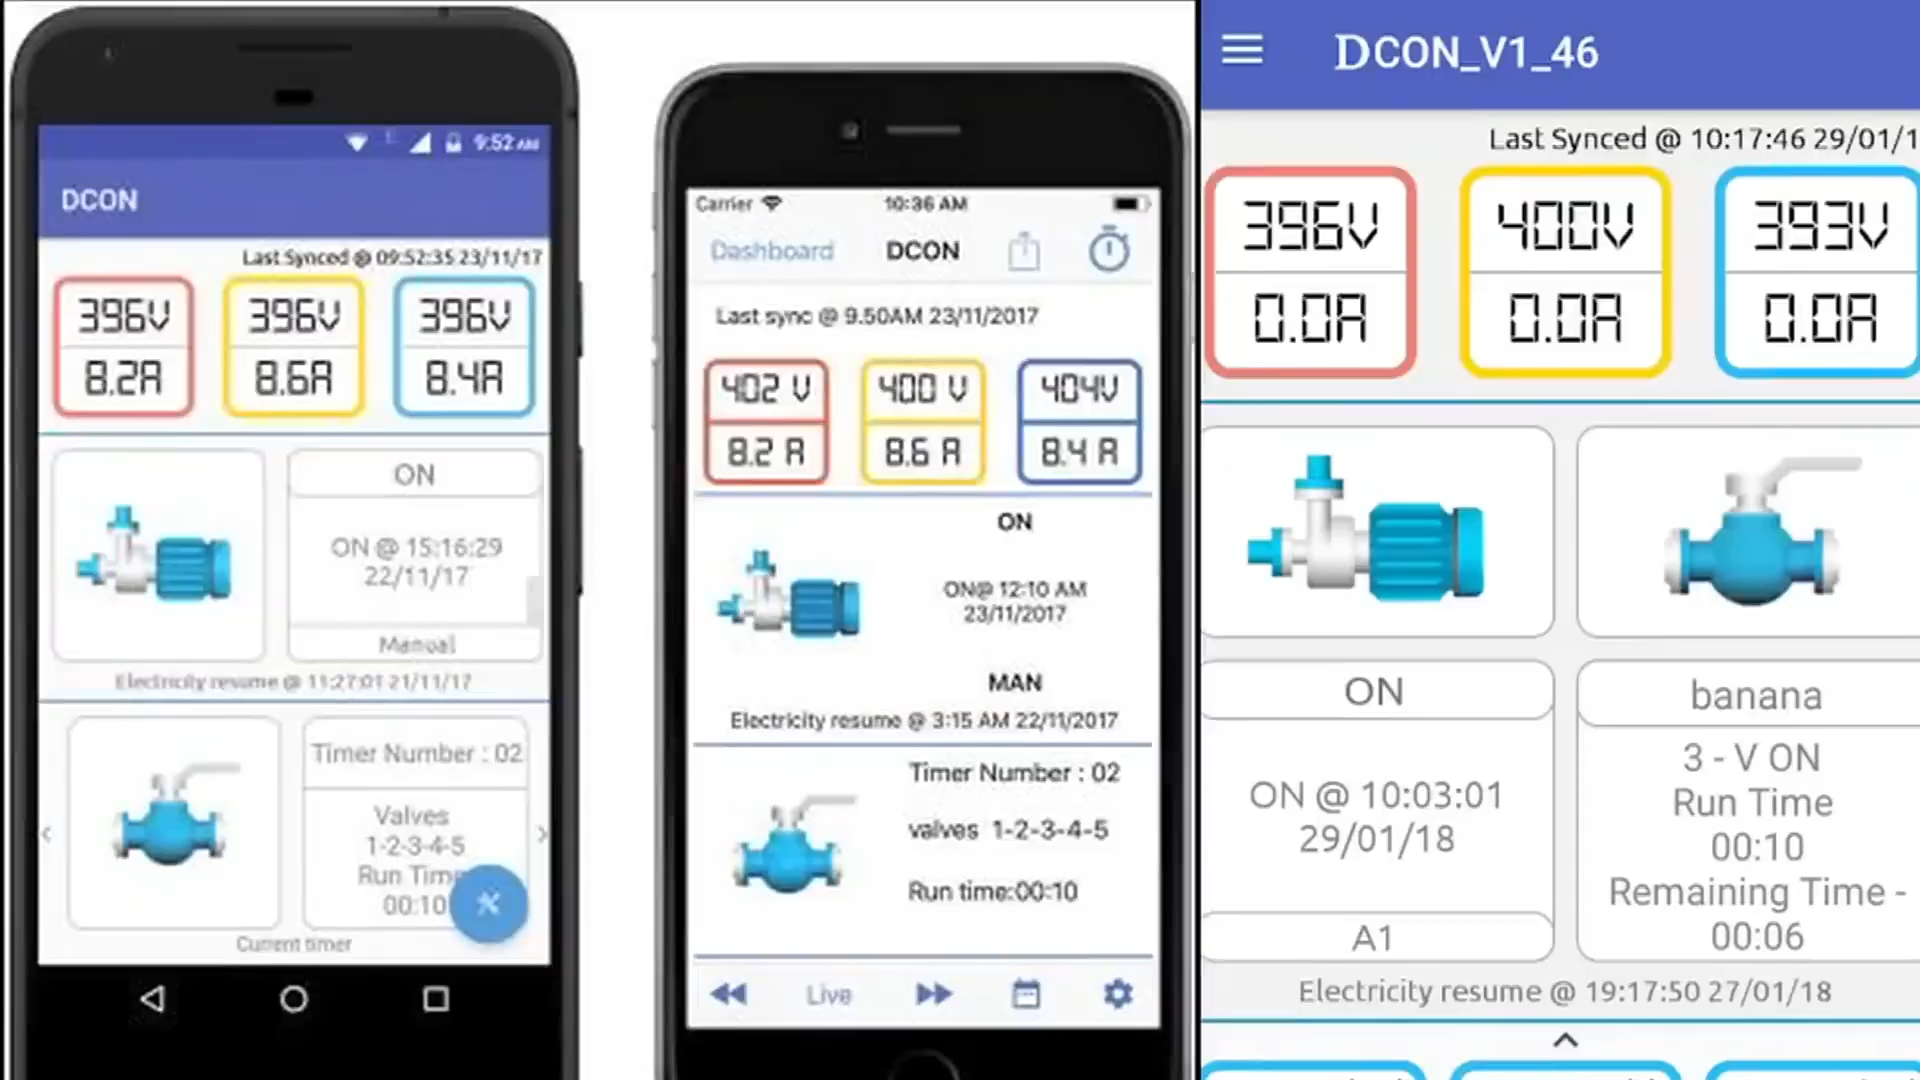 9:52 AM
DCON
Last Synced @ 09:52:35 23/11/17
396V
396V
396V
8.2A
8.6A
8.4A
ON
ON @ 15:16:29
22/11/17
Manual
Electricity resume @ 11:27:01 21/11/17
Timer Number : 02
Valves
1-2-3-4-5
Run Time
00:10
Current timer
Carrier
10:36 AM
Dashboard
DCON
Last sync @ 9.50AM 23/11/2017
402 V
400 V
404V
8.2 A
8.6 A
8.4 A
ON
ON@ 12:10 AM
23/11/2017
MAN
Electricity resume @ 3:15 AM 22/11/2017
Timer Number : 02
valves 1-2-3-4-5
Run time:00:10
Live
DCON_V1_46
Last Synced @ 10:17:46 29/01/1
396V
400V
393V
0.0A
0.0A
0.0A
ON
ON @ 10:03:01
29/01/18
A1
banana
3 - V ON
Run Time
00:10
Remaining Time -
00:06
Electricity resume @ 19:17:50 27/01/18